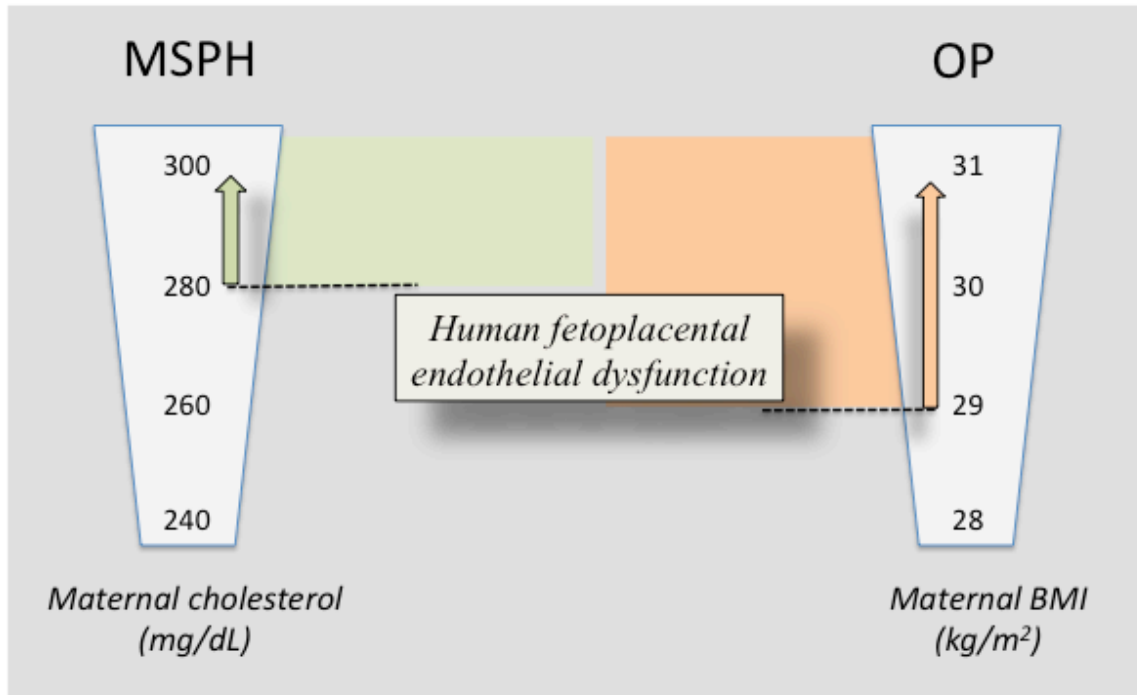 MSPH
OP
300
280
260
240
31
30
29
28
Human fetoplacental
endothelial dysfunction
Maternal cholesterol
(mg/dL)
Maternal BMI
(kg/m²)